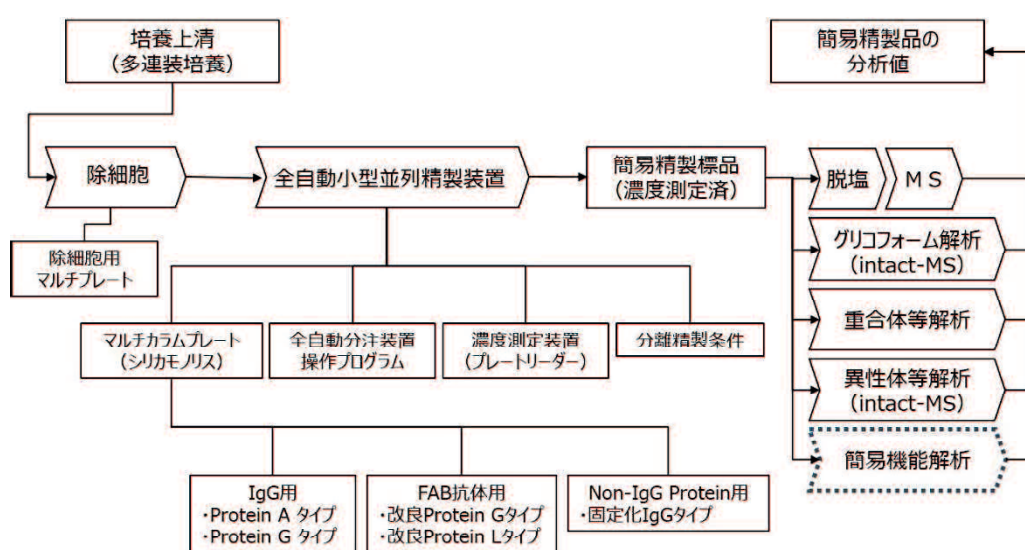 培養上清
（多連装培養）
簡易精製品の
分析値
除細胞
全自動小型並列精製装置
簡易精製標品
（濃度測定済）
脱塩
ＭＳ
除細胞用
マルチプレート
グリコフォーム解析
（intact-MS）
マルチカラムプレート
（シリカモノリス）
全自動分注装置
操作プログラム
濃度測定装置
（プレートリーダー）
分離精製条件
重合体等解析
異性体等解析
（intact-MS）
簡易機能解析
IgG用
・Protein A タイプ
・Protein G タイプ
FAB抗体用
・改良Protein Gタイプ
・改良Protein Lタイプ
Non-IgG Protein用
・固定化IgGタイプ